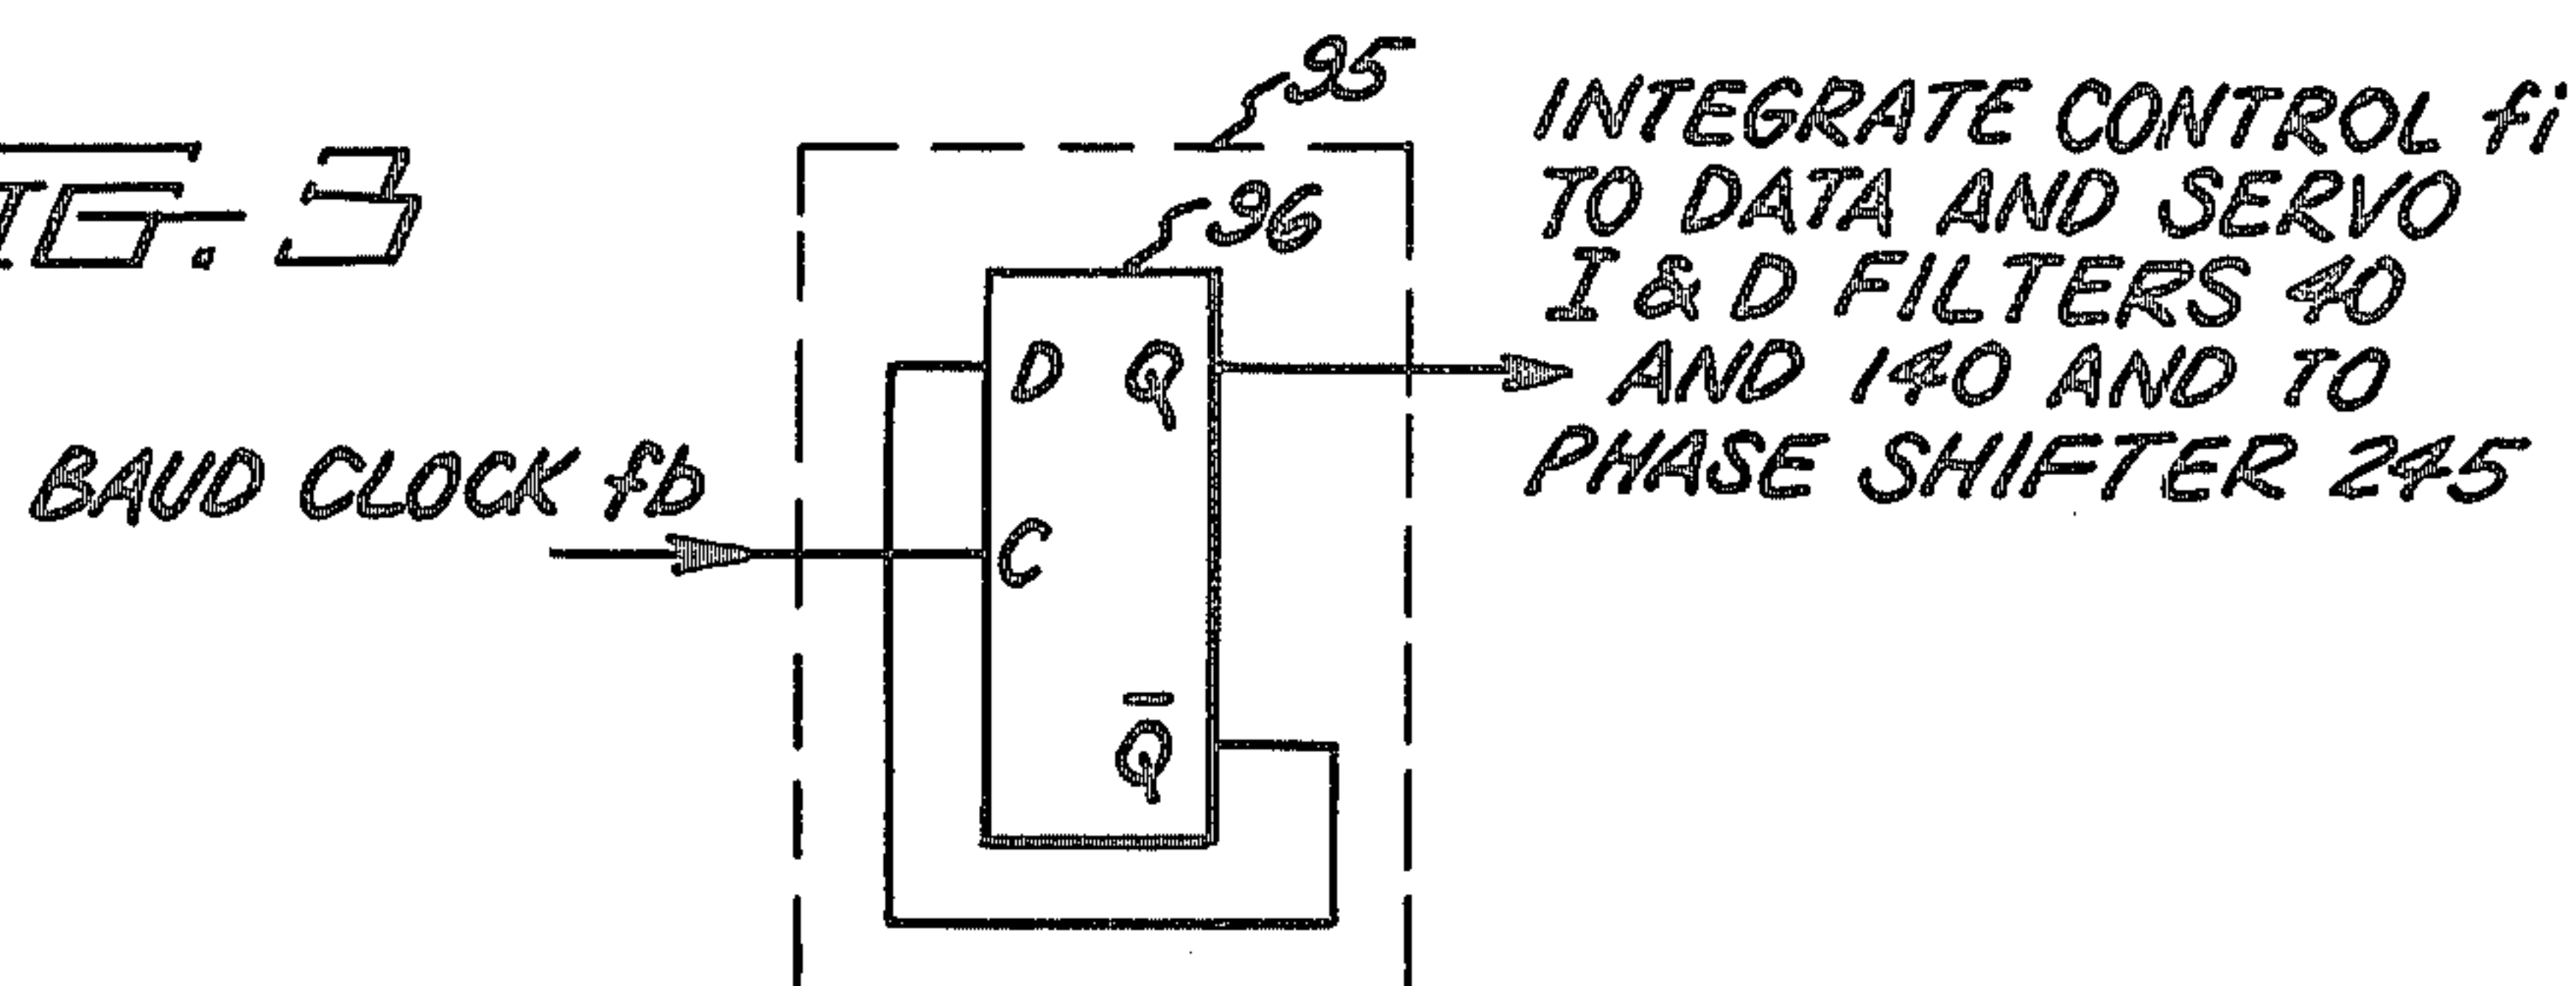 FIG. 3
95
96
INTEGRATE CONTROL fi
TO DATA AND SERVO
I & D FILTERS 40
AND 140 AND TO
PHASE SHIFTER 245
D Q
BAUD CLOCK fb
C
Q̅